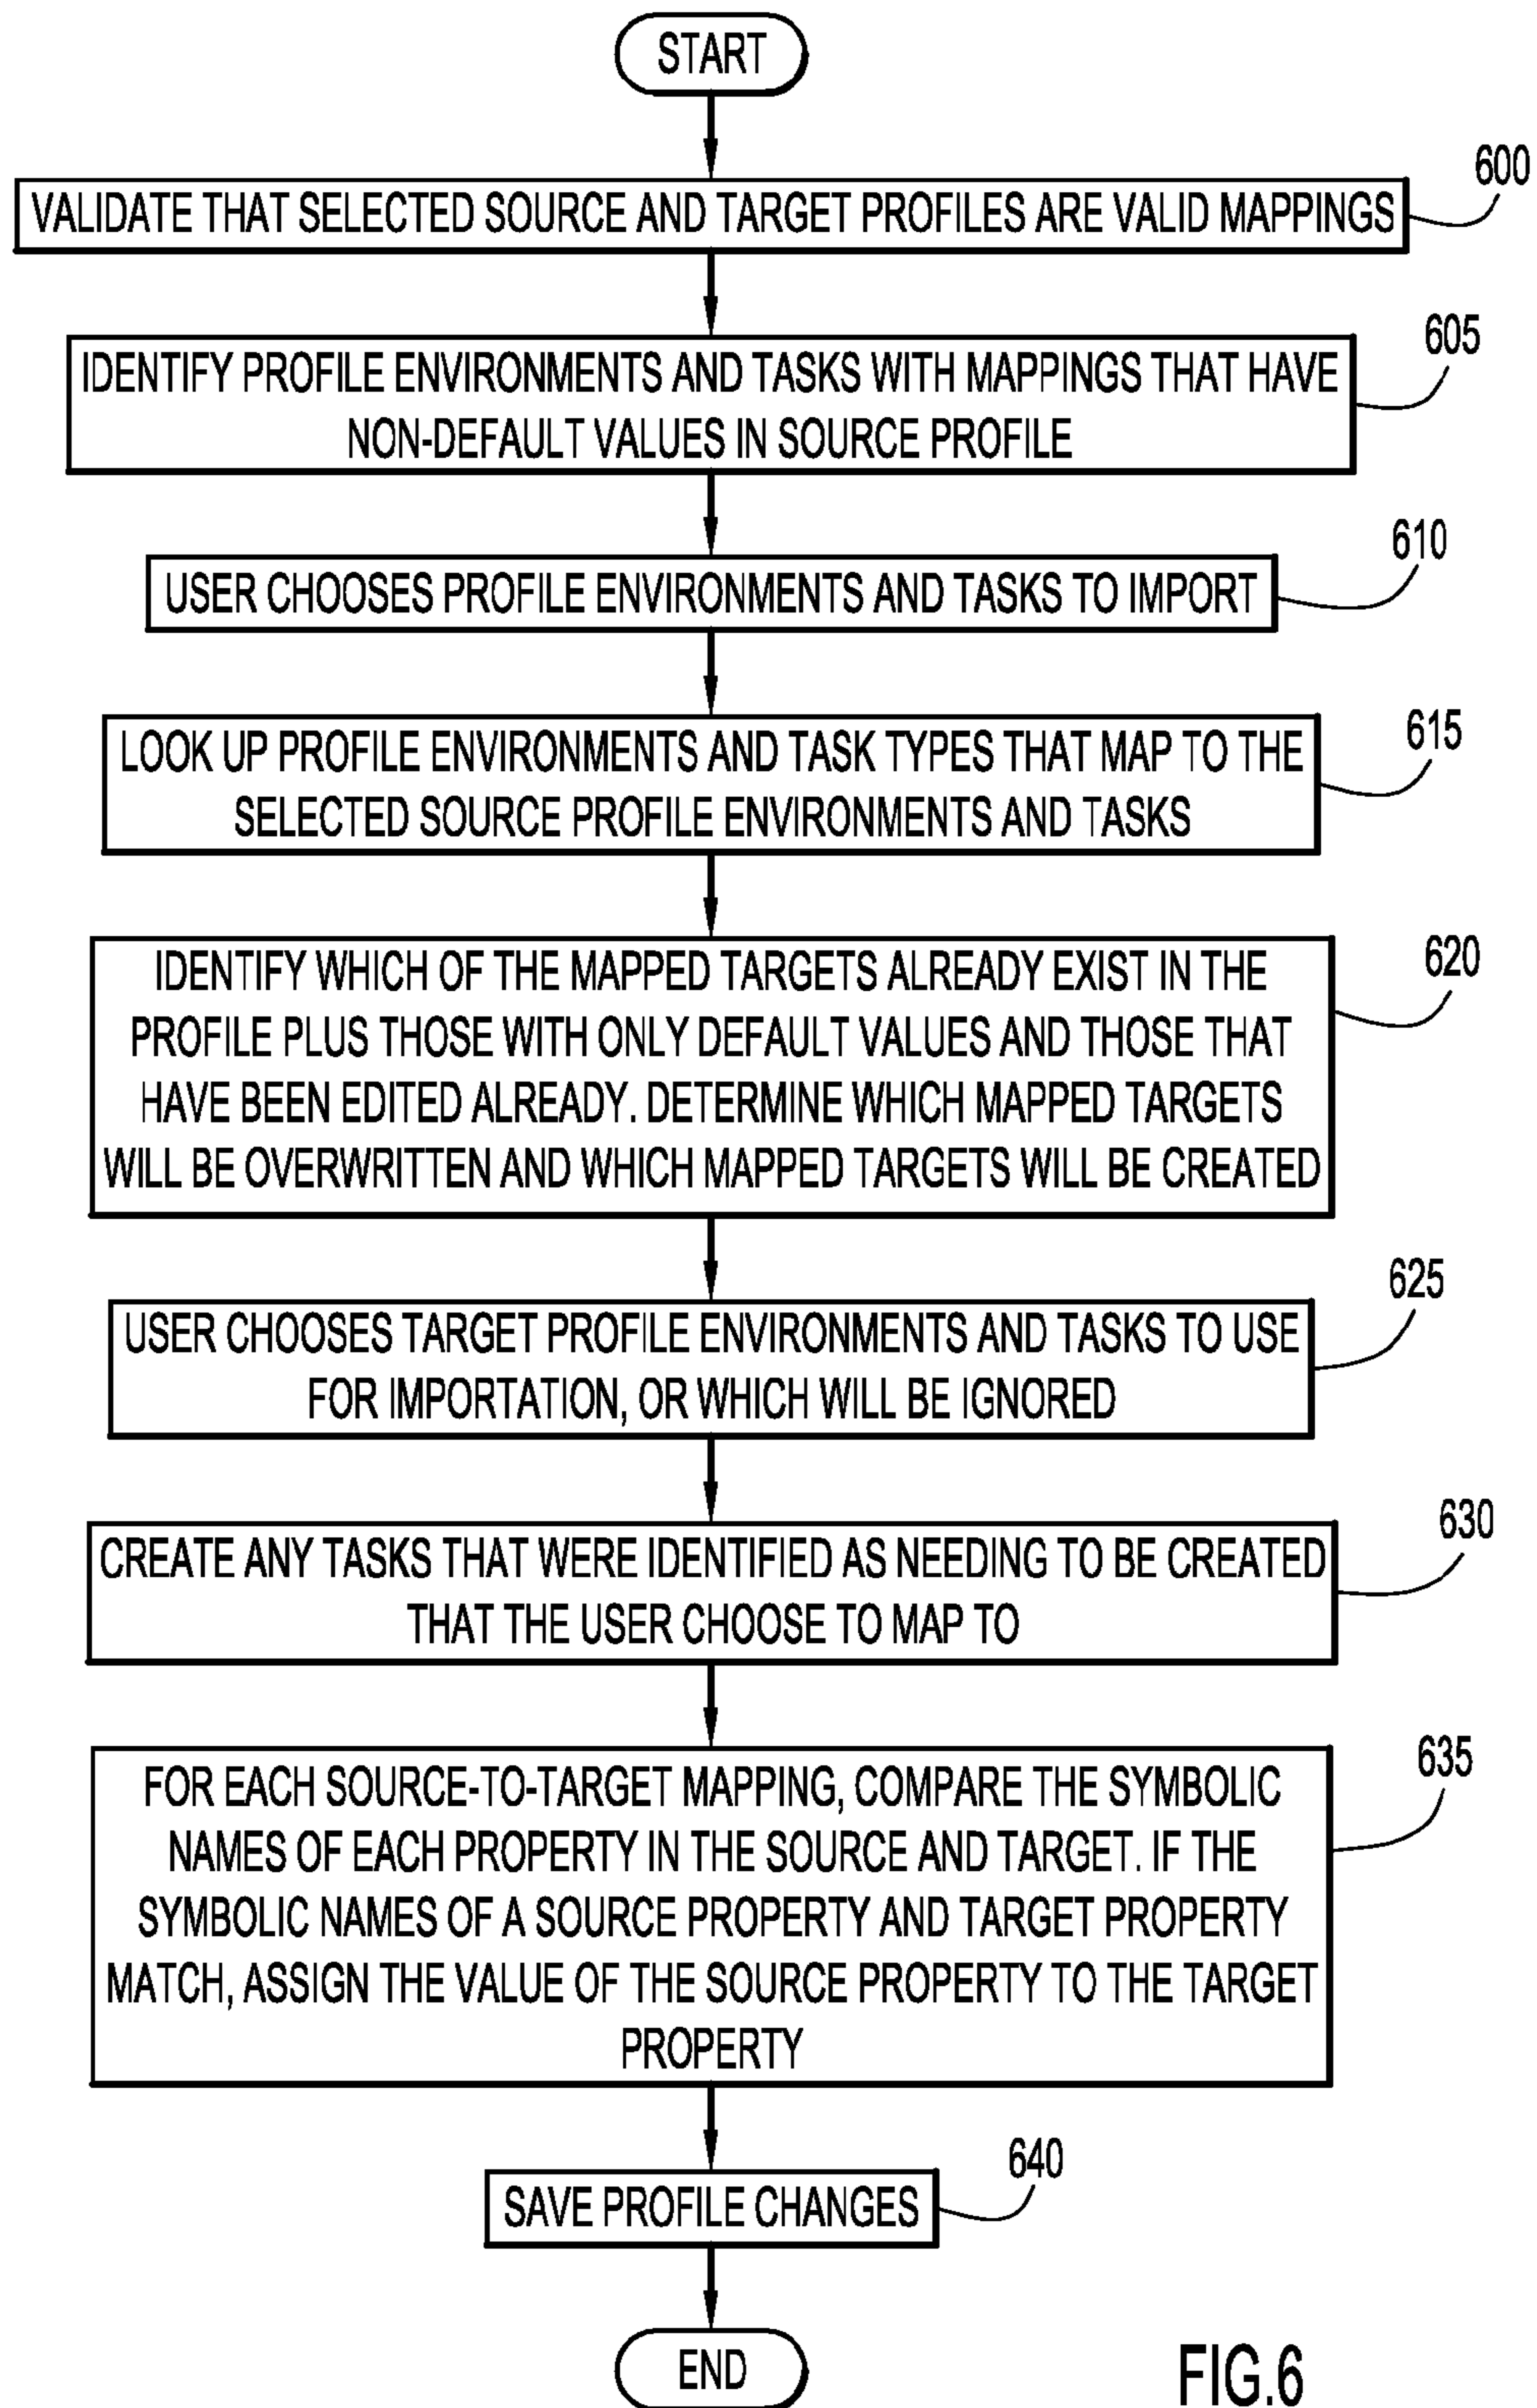 START
600
VALIDATE THAT SELECTED SOURCE AND TARGET PROFILES ARE VALID MAPPINGS
605
IDENTIFY PROFILE ENVIRONMENTS AND TASKS WITH MAPPINGS THAT HAVE
NON-DEFAULT VALUES IN SOURCE PROFILE
610
USER CHOOSES PROFILE ENVIRONMENTS AND TASKS TO IMPORT
615
LOOK UP PROFILE ENVIRONMENTS AND TASK TYPES THAT MAP TO THE
SELECTED SOURCE PROFILE ENVIRONMENTS AND TASKS
620
IDENTIFY WHICH OF THE MAPPED TARGETS ALREADY EXIST IN THE
PROFILE PLUS THOSE WITH ONLY DEFAULT VALUES AND THOSE THAT
HAVE BEEN EDITED ALREADY. DETERMINE WHICH MAPPED TARGETS
WILL BE OVERWRITTEN AND WHICH MAPPED TARGETS WILL BE CREATED
625
USER CHOOSES TARGET PROFILE ENVIRONMENTS AND TASKS TO USE
FOR IMPORTATION, OR WHICH WILL BE IGNORED
630
CREATE ANY TASKS THAT WERE IDENTIFIED AS NEEDING TO BE CREATED
THAT THE USER CHOOSE TO MAP TO
635
FOR EACH SOURCE-TO-TARGET MAPPING, COMPARE THE SYMBOLIC
NAMES OF EACH PROPERTY IN THE SOURCE AND TARGET. IF THE
SYMBOLIC NAMES OF A SOURCE PROPERTY AND TARGET PROPERTY
MATCH, ASSIGN THE VALUE OF THE SOURCE PROPERTY TO THE TARGET
PROPERTY
640
SAVE PROFILE CHANGES
END
FIG.6